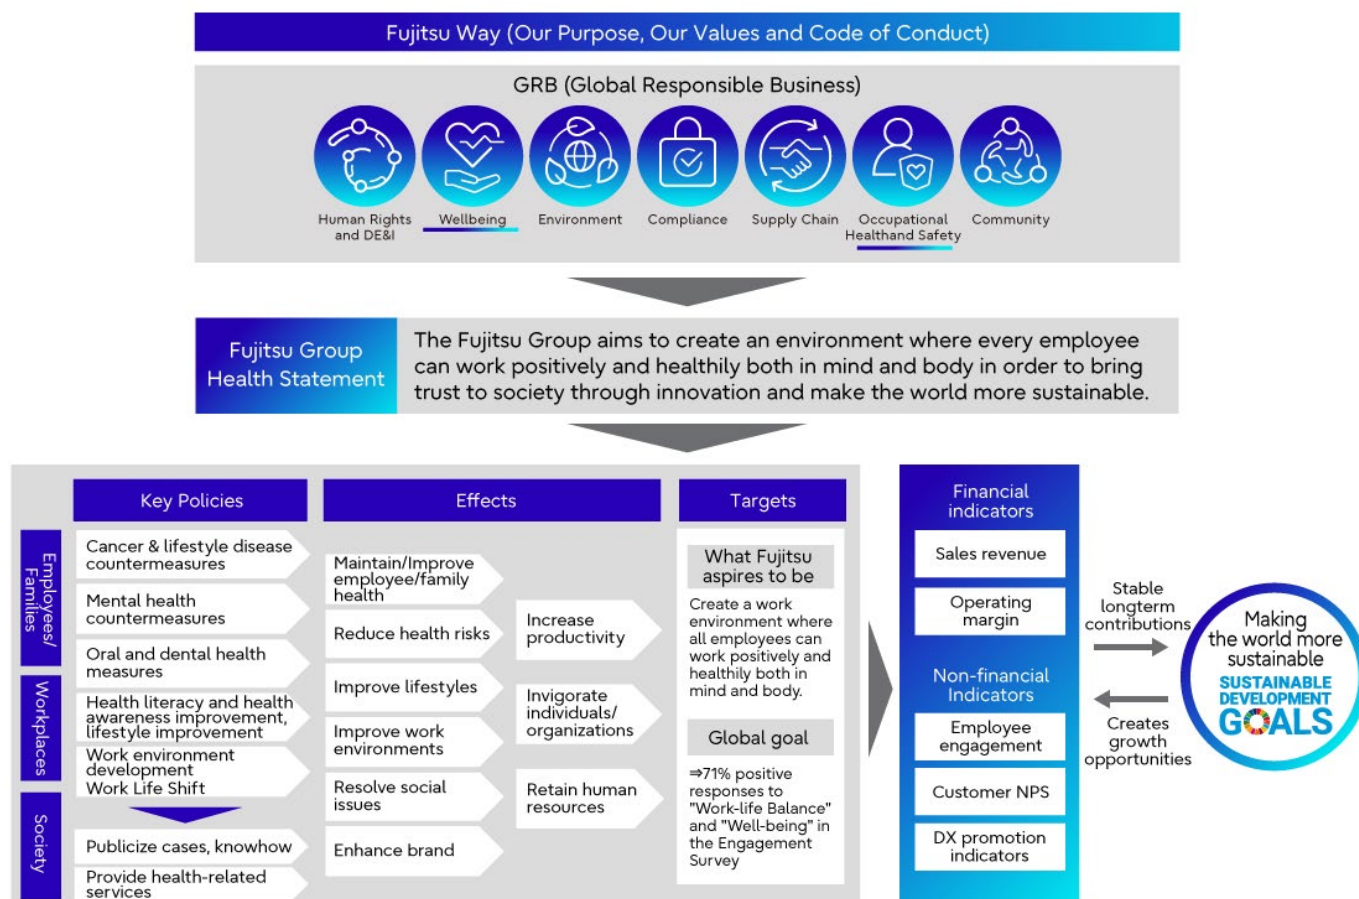 Fujitsu Way (Our Purpose, Our Values and Code of Conduct)
GRB (Global Responsible Business)
Human Rights
and DE&I
Wellbeing
Environment
Compliance
Supply Chain
Occupational
Healthand Safety
Community
Fujitsu Group
Health Statement
The Fujitsu Group aims to create an environment where every employee
can work positively and healthily both in mind and body in order to bring
trust to society through innovation and make the world more sustainable.
Key Policies
Effects
Targets
Employees/
Families
Workplaces
Society
Cancer & lifestyle disease
countermeasures
Mental health
countermeasures
Oral and dental health
measures
Health literacy and health
awareness improvement,
lifestyle improvement
Work environment
development
Work Life Shift
Publicize cases, knowhow
Provide health-related
services
Maintain/Improve
employee/family
health
Reduce health risks
Improve lifestyles
Improve work
environments
Resolve social
issues
Enhance brand
Increase
productivity
Invigorate
individuals/
organizations
Retain human
resources
What Fujitsu
aspires to be
Create a work
environment where
all employees can
work positively and
healthily both in
mind and body.
Global goal
⇒71% positive
responses to
"Work-life Balance"
and "Well-being" in
the Engagement
Survey
Financial
indicators
Sales revenue
Operating
margin
Non-financial
Indicators
Employee
engagement
Customer NPS
DX promotion
indicators
Stable
longterm
contributions
Creates
growth
opportunities
Making
the world more
sustainable
SUSTAINABLE
DEVELOPMENT
GOALS